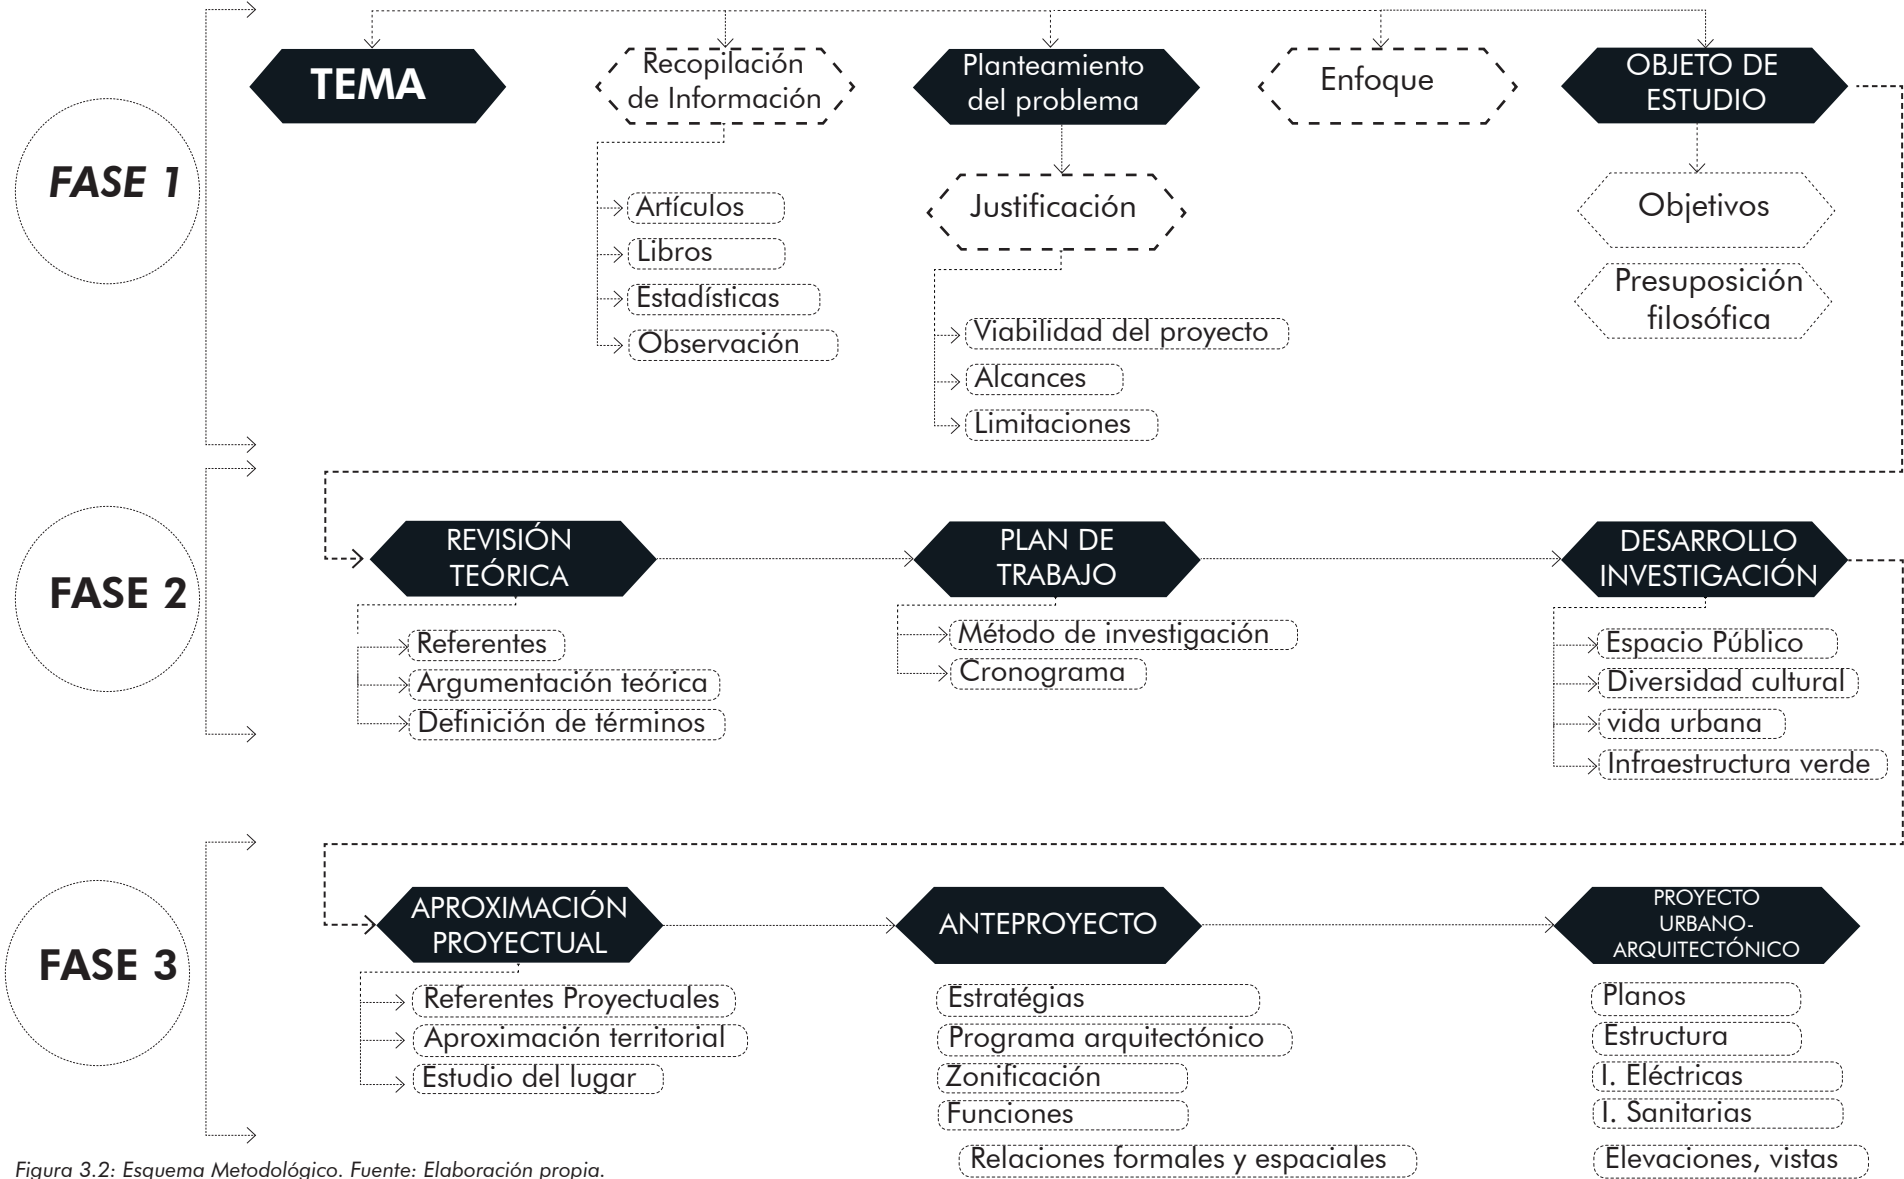 FASE 1
TEMA
Recopilación
de Información
Artículos
Libros
Estadísticas
Observación
Planteamiento
del problema
Justificación
Viabilidad del proyecto
Alcances
Limitaciones
Enfoque
OBJETO DE
ESTUDIO
Objetivos
Presuposición
filosófica
FASE 2
REVISIÓN
TEÓRICA
Referentes
Argumentación teórica
Definición de términos
PLAN DE
TRABAJO
Método de investigación
Cronograma
DESARROLLO
INVESTIGACIÓN
Espacio Público
Diversidad cultural
vida urbana
Infraestructura verde
FASE 3
APROXIMACIÓN
PROYECTUAL
Referentes Proyectuales
Aproximación territorial
Estudio del lugar
ANTEPROYECTO
Estratégias
Programa arquitectónico
Zonificación
Funciones
Relaciones formales y espaciales
PROYECTO
URBANO-
ARQUITECTÓNICO
Planos
Estructura
I. Eléctricas
I. Sanitarias
Elevaciones, vistas
Figura 3.2: Esquema Metodológico. Fuente: Elaboración propia.